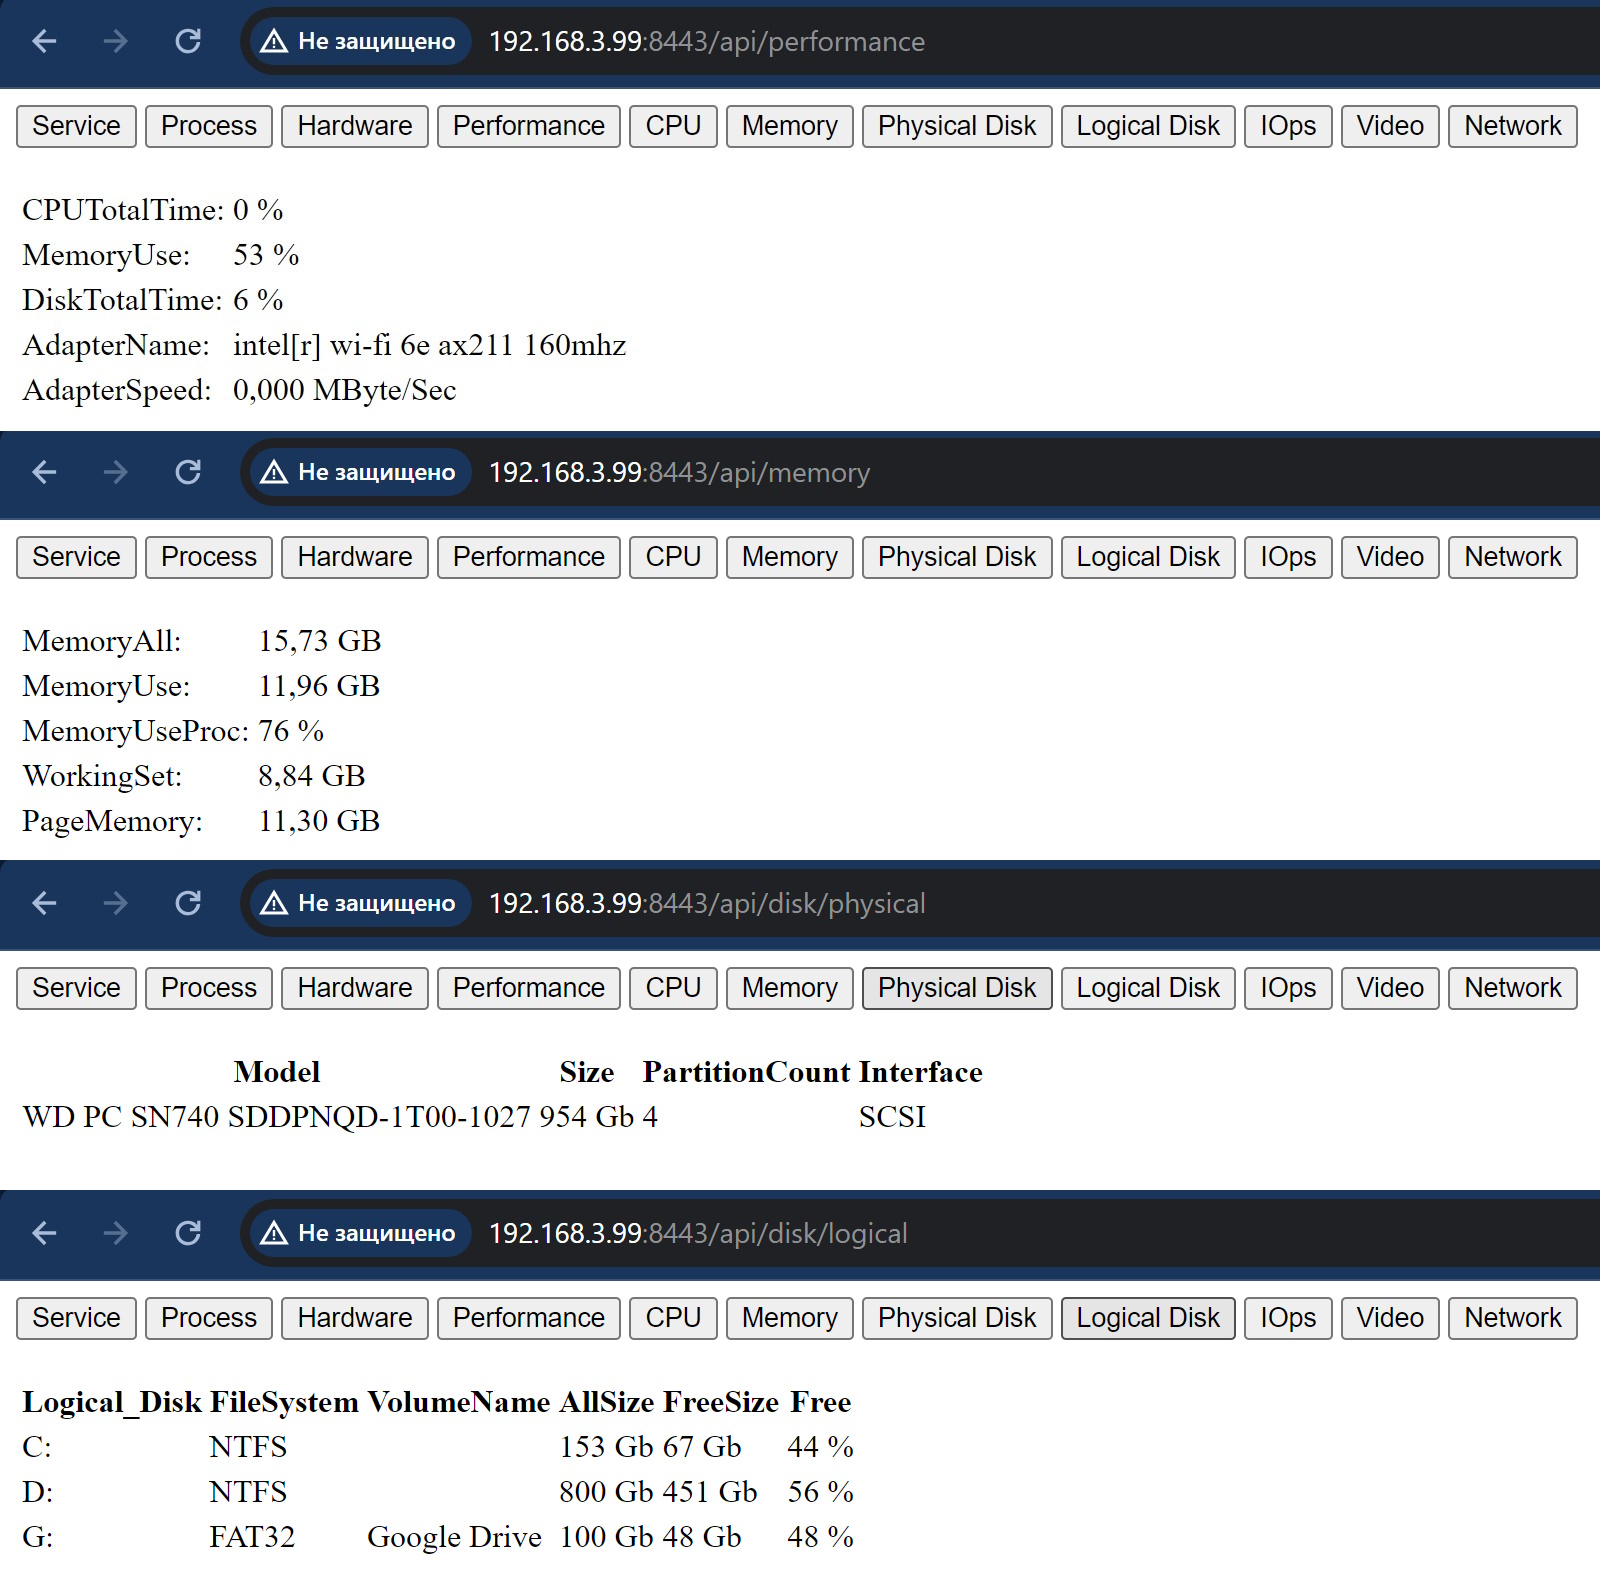 Не защищено 192.168.3.99:8443/api/performance
Service Process Hardware Performance CPU Memory Physical Disk Logical Disk IOps Video Network
CPUTotalTime: 0 %
MemoryUse: 53 %
DiskTotalTime: 6 %
AdapterName: intel[r] wi-fi 6e ax211 160mhz
AdapterSpeed: 0,000 MByte/Sec
Не защищено 192.168.3.99:8443/api/memory
Service Process Hardware Performance CPU Memory Physical Disk Logical Disk IOps Video Network
MemoryAll: 15,73 GB
MemoryUse: 11,96 GB
MemoryUseProc: 76 %
WorkingSet: 8,84 GB
PageMemory: 11,30 GB
Не защищено 192.168.3.99:8443/api/disk/physical
Service Process Hardware Performance CPU Memory Physical Disk Logical Disk IOps Video Network
Model Size PartitionCount Interface
WD PC SN740 SDDPNQD-1T00-1027 954 Gb 4 SCSI
Не защищено 192.168.3.99:8443/api/disk/logical
Service Process Hardware Performance CPU Memory Physical Disk Logical Disk IOps Video Network
Logical_Disk FileSystem VolumeName AllSize FreeSize Free
C: NTFS 153 Gb 67 Gb 44 %
D: NTFS 800 Gb 451 Gb 56 %
G: FAT32 Google Drive 100 Gb 48 Gb 48 %